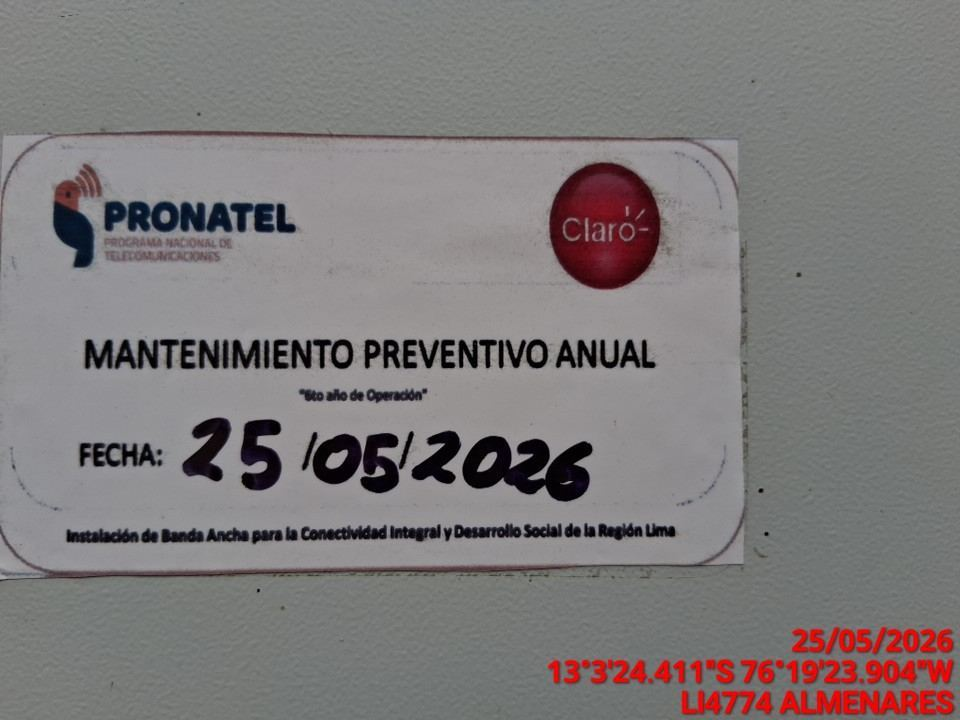 PRONATEL
PROGRAMA NACIONAL DE
TELECOMUNICACIONES
Claro
MANTENIMIENTO PREVENTIVO ANUAL
"6to año de Operación"
FECHA: 25/05/2026
Instalación de Banda Ancha para la Conectividad Integral y Desarrollo Social de la Región Lima
25/05/2026
13°3'24.411"S 76°19'23.904"W
LI4774 ALMENARES